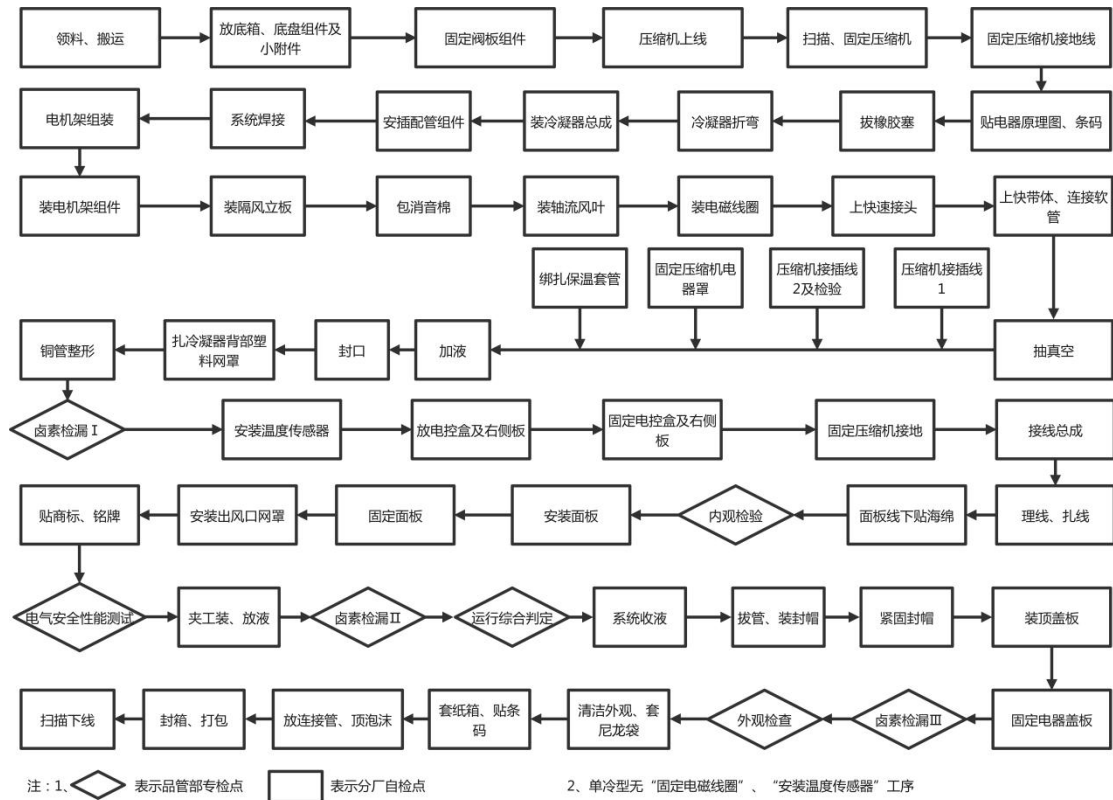 领料、搬运
放底箱、底盘组件及
小附件
固定阀板组件
压缩机上线
扫描、固定压缩机
固定压缩机接地线
电机架组装
系统焊接
安插配管组件
装冷凝器总成
冷凝器折弯
拔橡胶塞
贴电器原理图、条码
装电机架组件
装隔风立板
包消音棉
装轴流风叶
装电磁线圈
上快速接头
上快带体、连接软
管
绑扎保温套管
固定压缩机电
器罩
压缩机接插线
2及检验
压缩机接插线
1
铜管整形
扎冷凝器背部塑
料网罩
封口
加液
抽真空
卤素检漏Ⅰ
安装温度传感器
放电控盒及右侧板
固定电控盒及右侧
板
固定压缩机接地
接线总成
贴商标、铭牌
安装出风口网罩
固定面板
安装面板
内观检验
面板线下贴海绵
理线、扎线
电气安全性能测试
夹工装、放液
卤素检漏Ⅱ
运行综合判定
系统收液
拔管、装封帽
紧固封帽
装顶盖板
扫描下线
封箱、打包
放连接管、顶泡沫
套纸箱、贴条
码
清洁外观、套
尼龙袋
外观检查
卤素检漏Ⅲ
固定电器盖板
注：1、 表示品管部专检点 表示分厂自检点 2、单冷型无“固定电磁线圈”、“安装温度传感器”工序